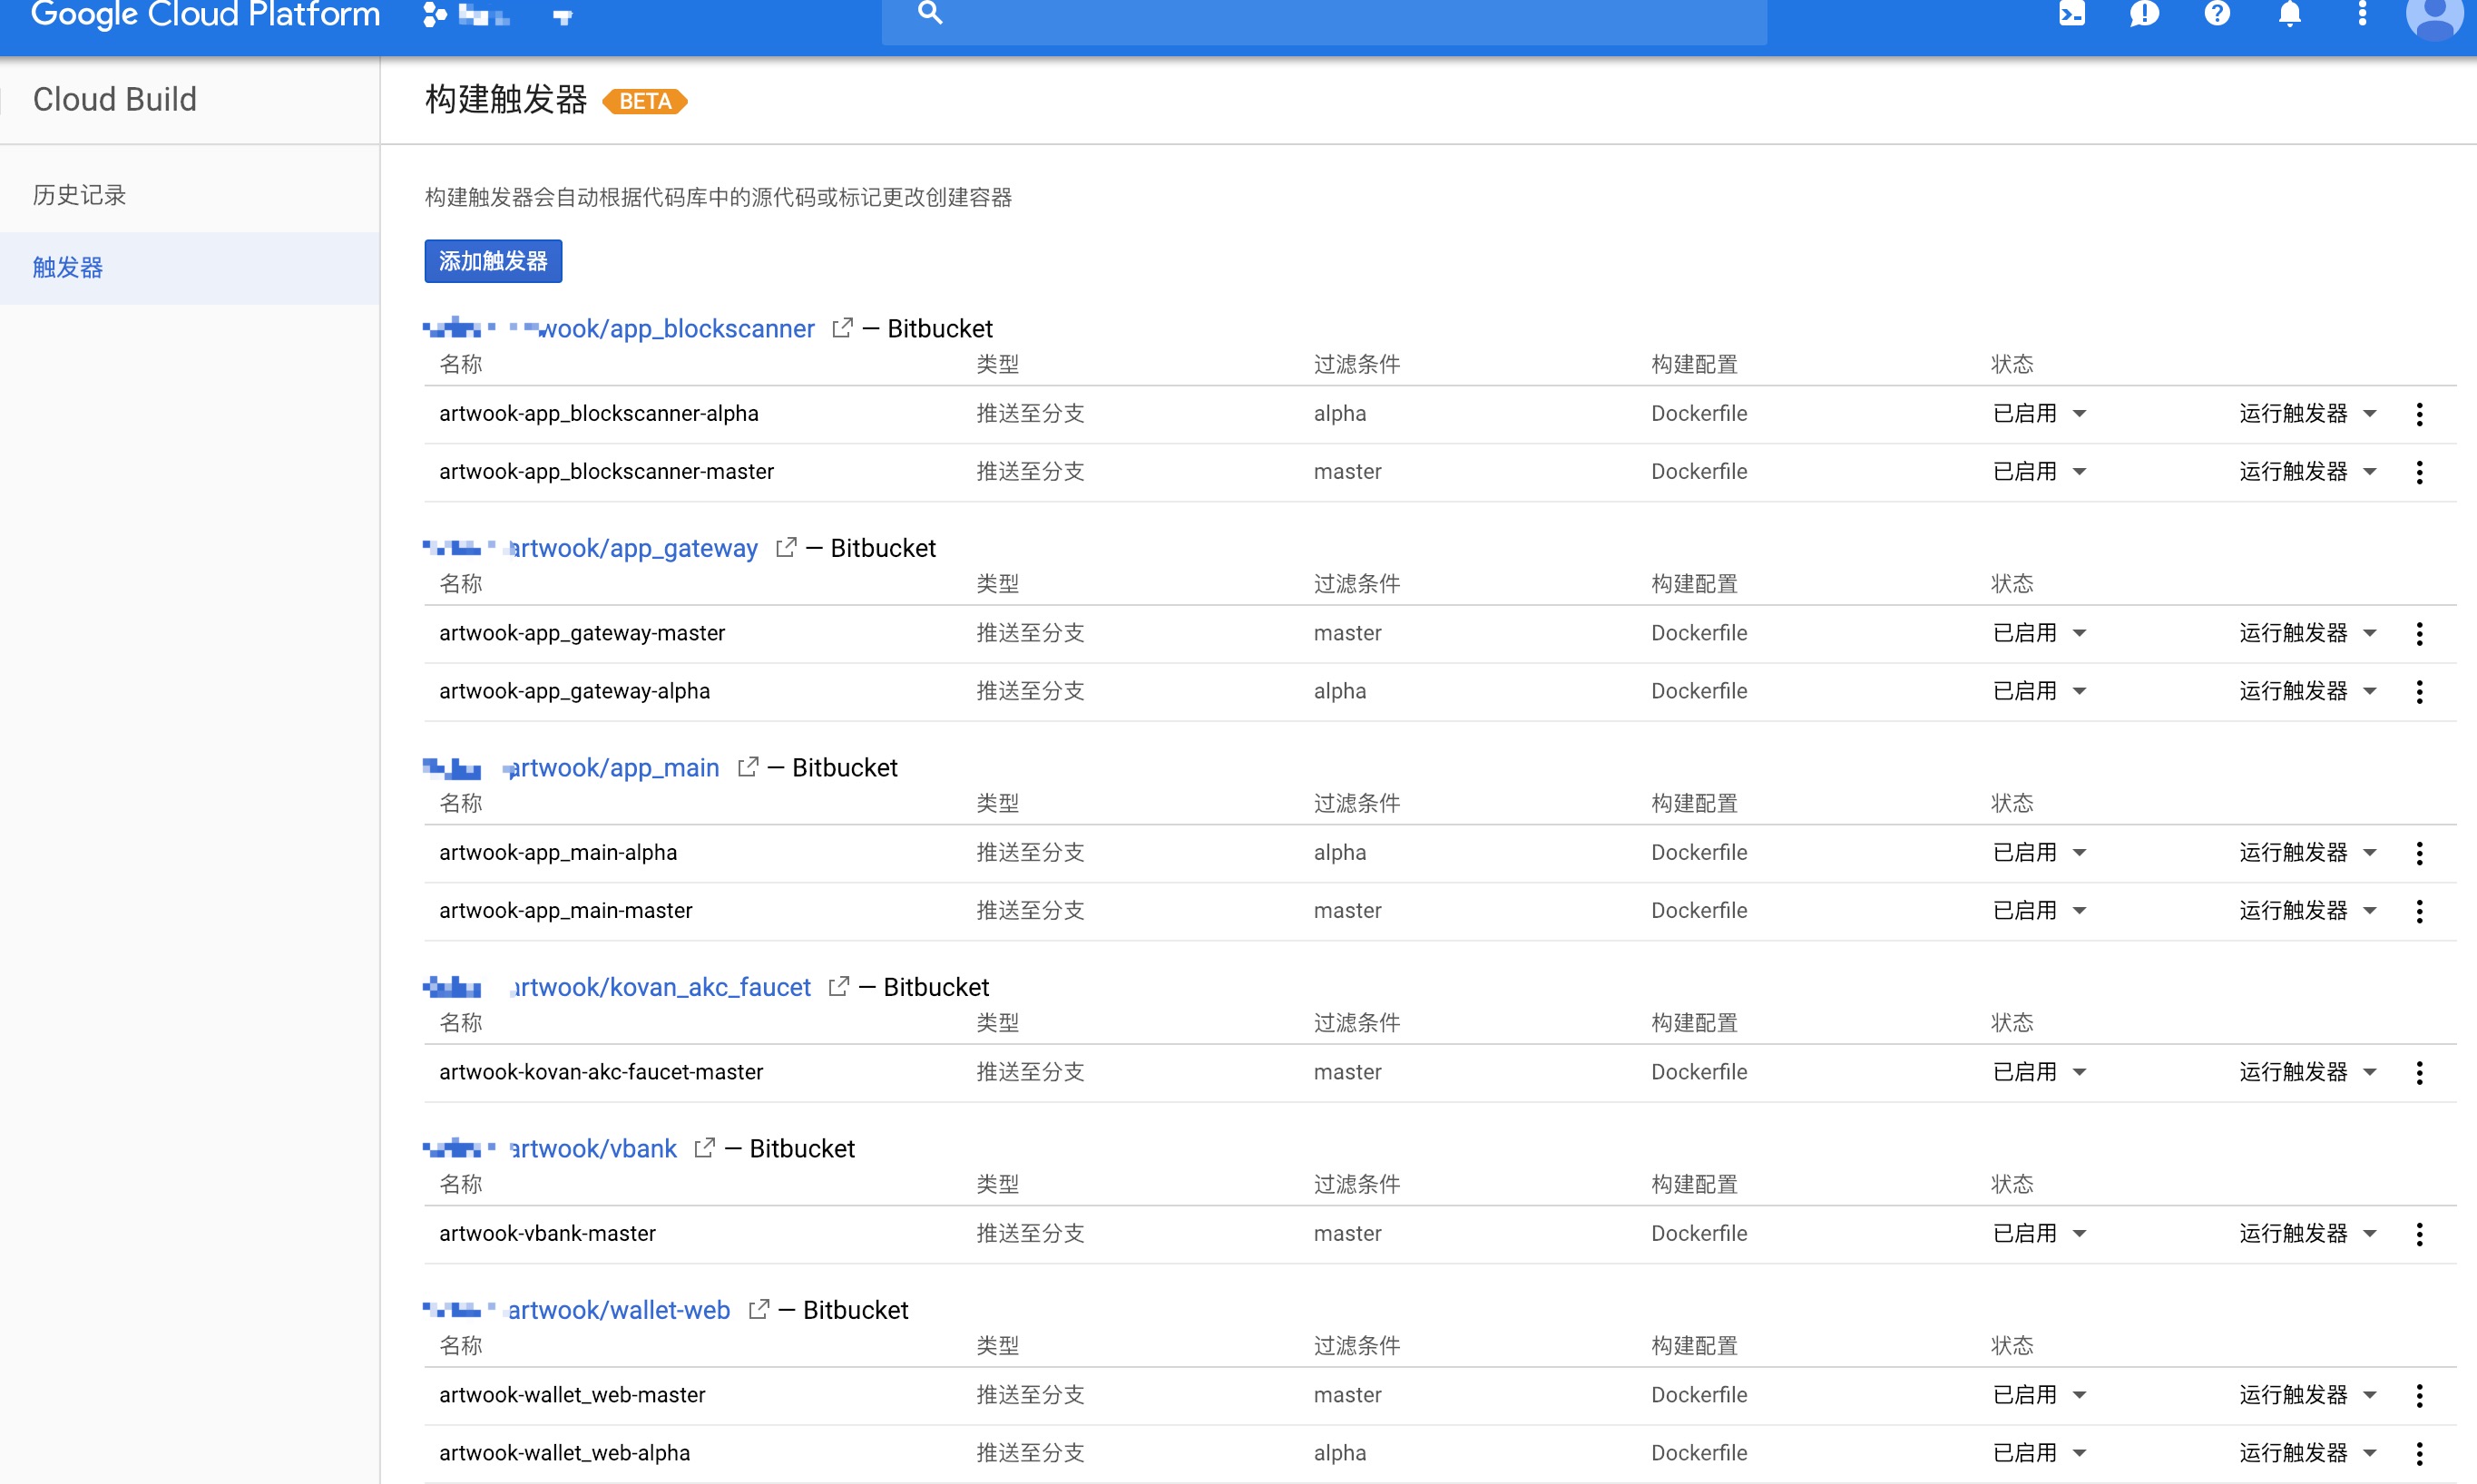 Google Cloud Platform
Cloud Build
构建触发器 BETA
历史记录
触发器
构建触发器会自动根据代码库中的源代码或标记更改创建容器
添加触发器
wook/app_blockscanner — Bitbucket
名称 类型 过滤条件 构建配置 状态
artwook-app_blockscanner-alpha 推送至分支 alpha Dockerfile 已启用 运行触发器
artwook-app_blockscanner-master 推送至分支 master Dockerfile 已启用 运行触发器
artwook/app_gateway — Bitbucket
名称 类型 过滤条件 构建配置 状态
artwook-app_gateway-master 推送至分支 master Dockerfile 已启用 运行触发器
artwook-app_gateway-alpha 推送至分支 alpha Dockerfile 已启用 运行触发器
artwook/app_main — Bitbucket
名称 类型 过滤条件 构建配置 状态
artwook-app_main-alpha 推送至分支 alpha Dockerfile 已启用 运行触发器
artwook-app_main-master 推送至分支 master Dockerfile 已启用 运行触发器
artwook/kovan_akc_faucet — Bitbucket
名称 类型 过滤条件 构建配置 状态
artwook-kovan-akc-faucet-master 推送至分支 master Dockerfile 已启用 运行触发器
artwook/vbank — Bitbucket
名称 类型 过滤条件 构建配置 状态
artwook-vbank-master 推送至分支 master Dockerfile 已启用 运行触发器
artwook/wallet-web — Bitbucket
名称 类型 过滤条件 构建配置 状态
artwook-wallet_web-master 推送至分支 master Dockerfile 已启用 运行触发器
artwook-wallet_web-alpha 推送至分支 alpha Dockerfile 已启用 运行触发器